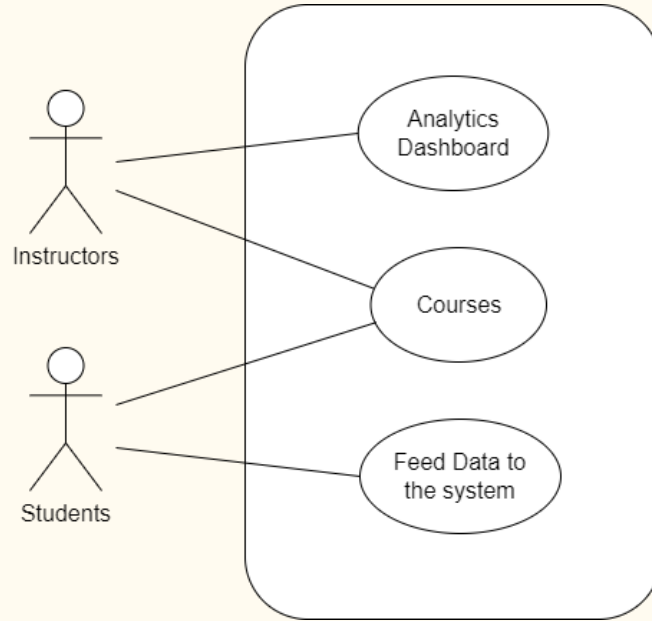 Analytics
Dashboard
Instructors
Courses
Students
Feed Data to
the system